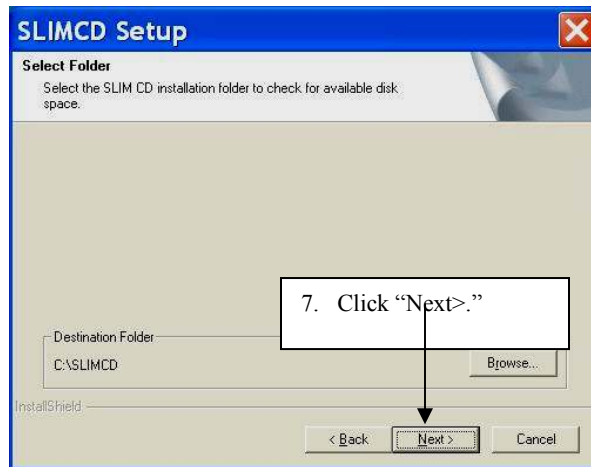 SLIMCD Setup
Select Folder
Select the SLIM CD installation folder to check for available disk
space.
7. Click “Next>.”
Destination Folder
C:\SLIMCD
Browse...
InstallShield
< Back
Next >
Cancel